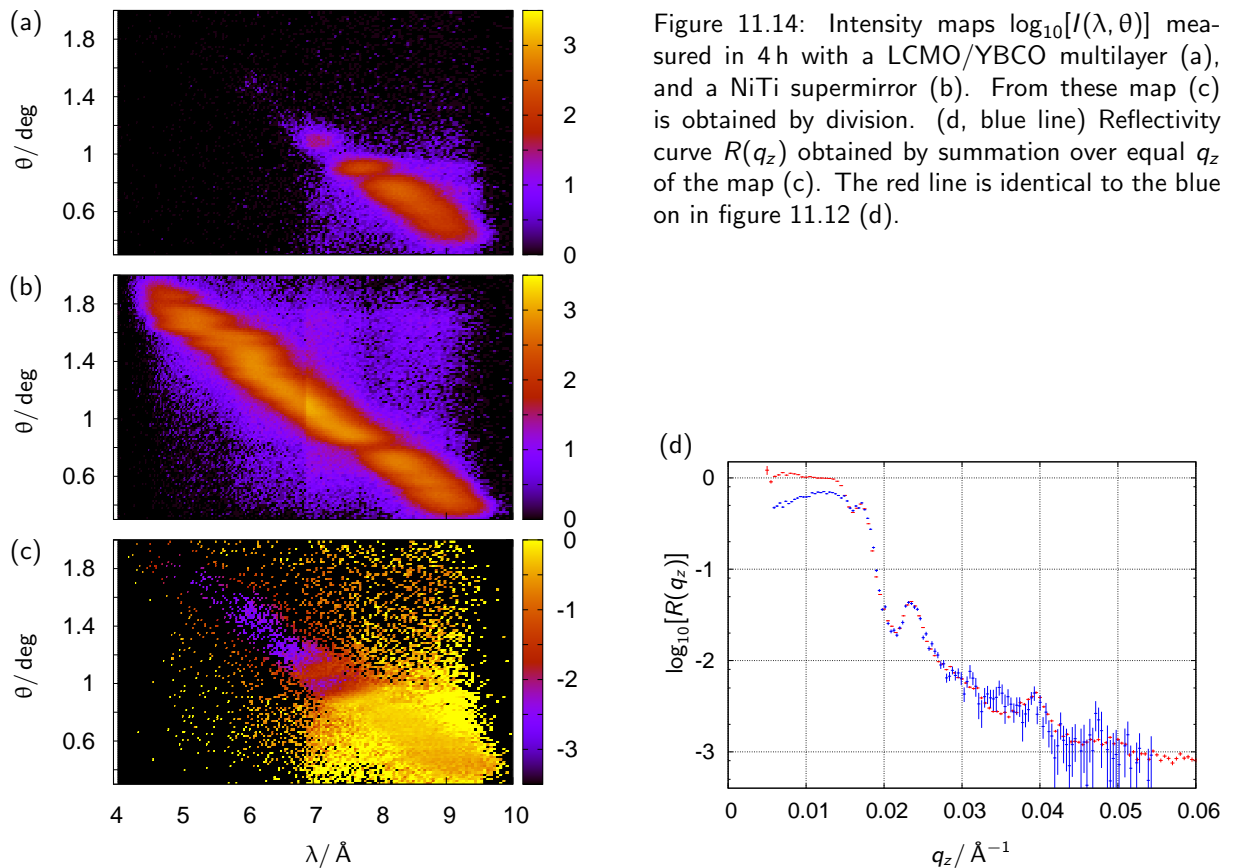 (a)
1.8
1.4
1
0.6
θ/ deg
3
2
1
0
Figure 11.14: Intensity maps log₁₀[I(λ, θ)] mea-
sured in 4 h with a LCMO/YBCO multilayer (a),
and a NiTi supermirror (b). From these map (c)
is obtained by division. (d, blue line) Reflectivity
curve R(q_z) obtained by summation over equal q_z
of the map (c). The red line is identical to the blue
on in figure 11.12 (d).
(b)
1.8
1.4
1
0.6
θ/ deg
3
2
1
0
(c)
1.8
1.4
1
0.6
θ/ deg
0
-1
-2
-3
4 5 6 7 8 9 10
λ/ Å
(d)
0
-1
-2
-3
log₁₀[R(q_z)]
0 0.01 0.02 0.03 0.04 0.05 0.06
q_z/ Å⁻¹